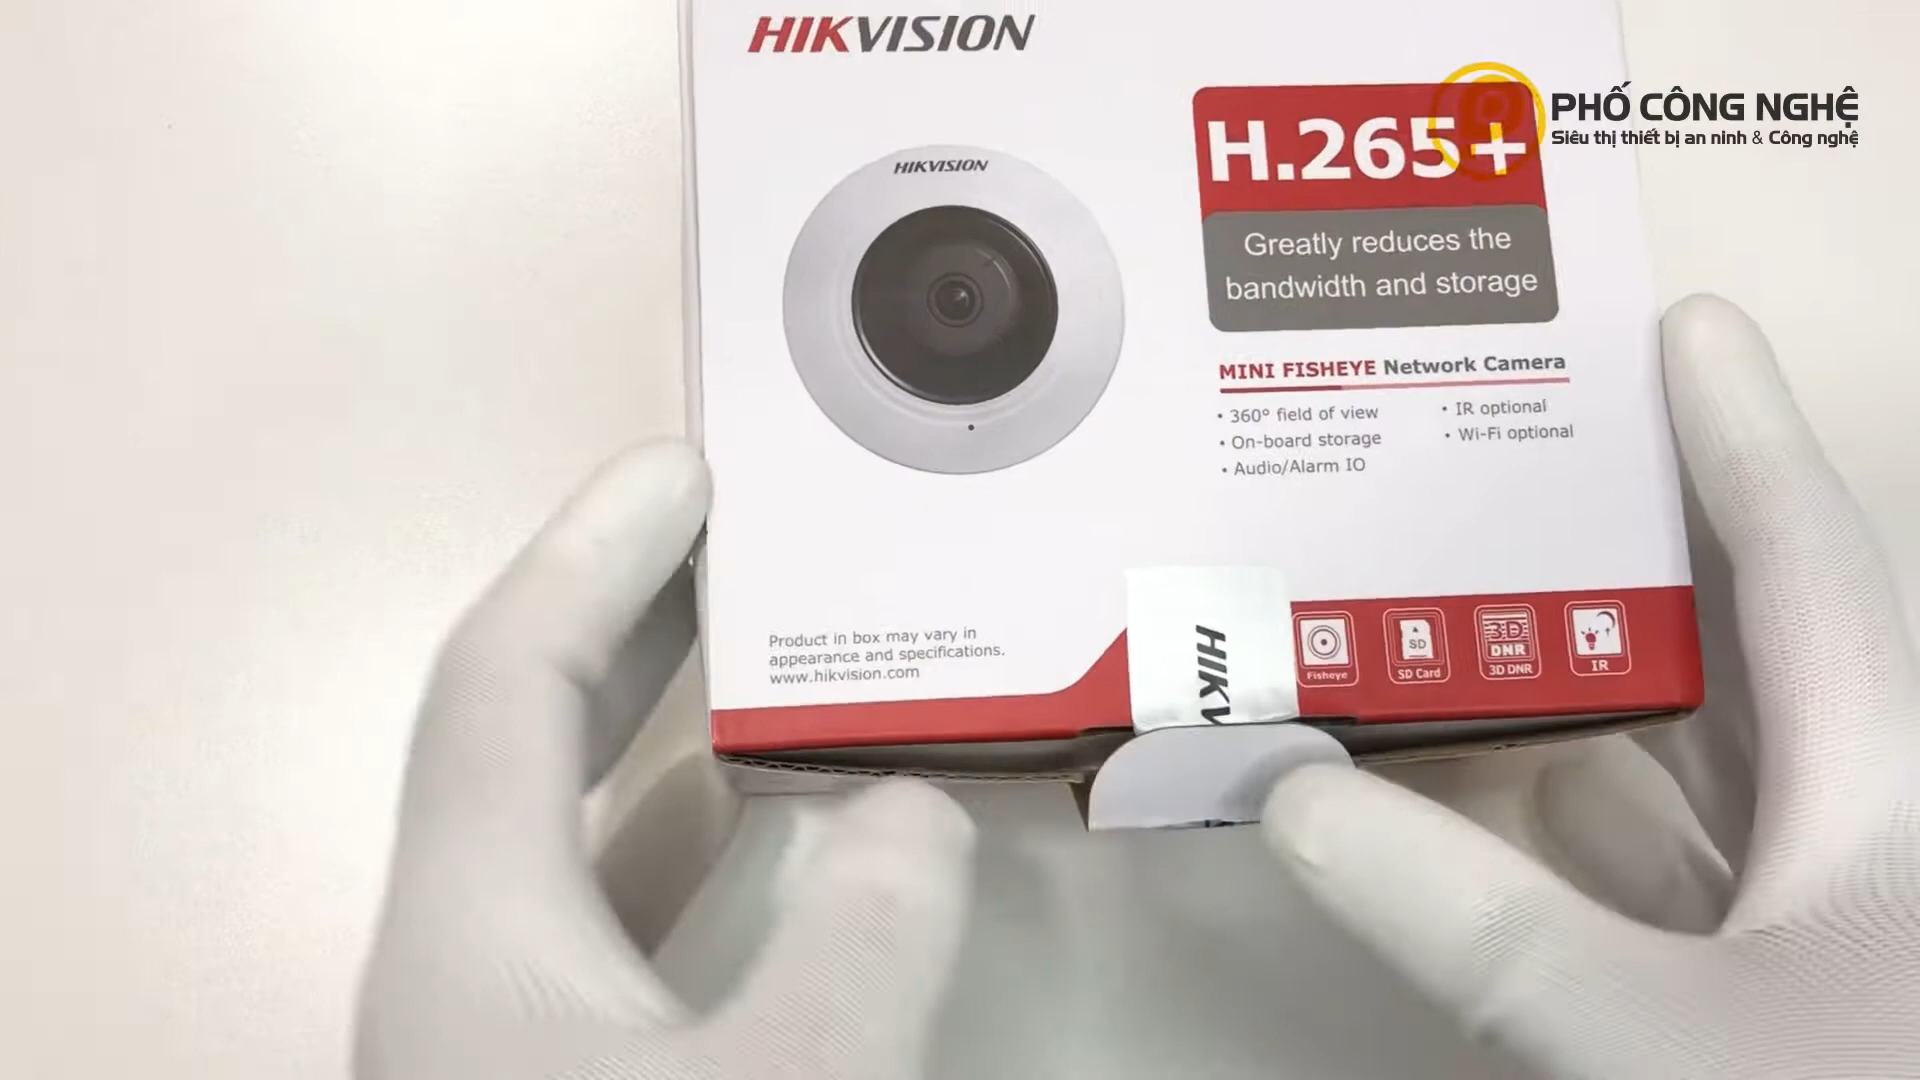 HIKVISION
PHỐ CÔNG NGHỆ
Siêu thị thiết bị an ninh & Công nghệ
H.265+
HIKVISION
Greatly reduces the
bandwidth and storage
MINI FISHEYE Network Camera
• 360° field of view
• On-board storage
• Audio/Alarm IO
• IR optional
• Wi-Fi optional
Product in box may vary in
appearance and specifications.
www.hikvision.com
HIKV
Fisheye
SD
SD Card
3D
DNR
3D DNR
IR